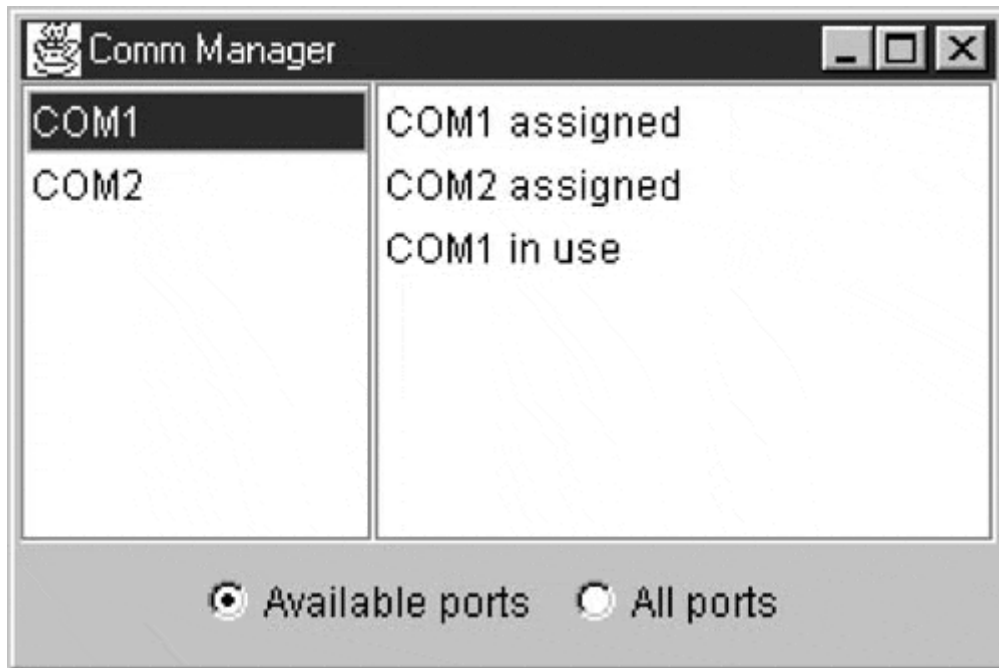 Comm Manager
COM1
COM2
COM1 assigned
COM2 assigned
COM1 in use
Available ports
All ports